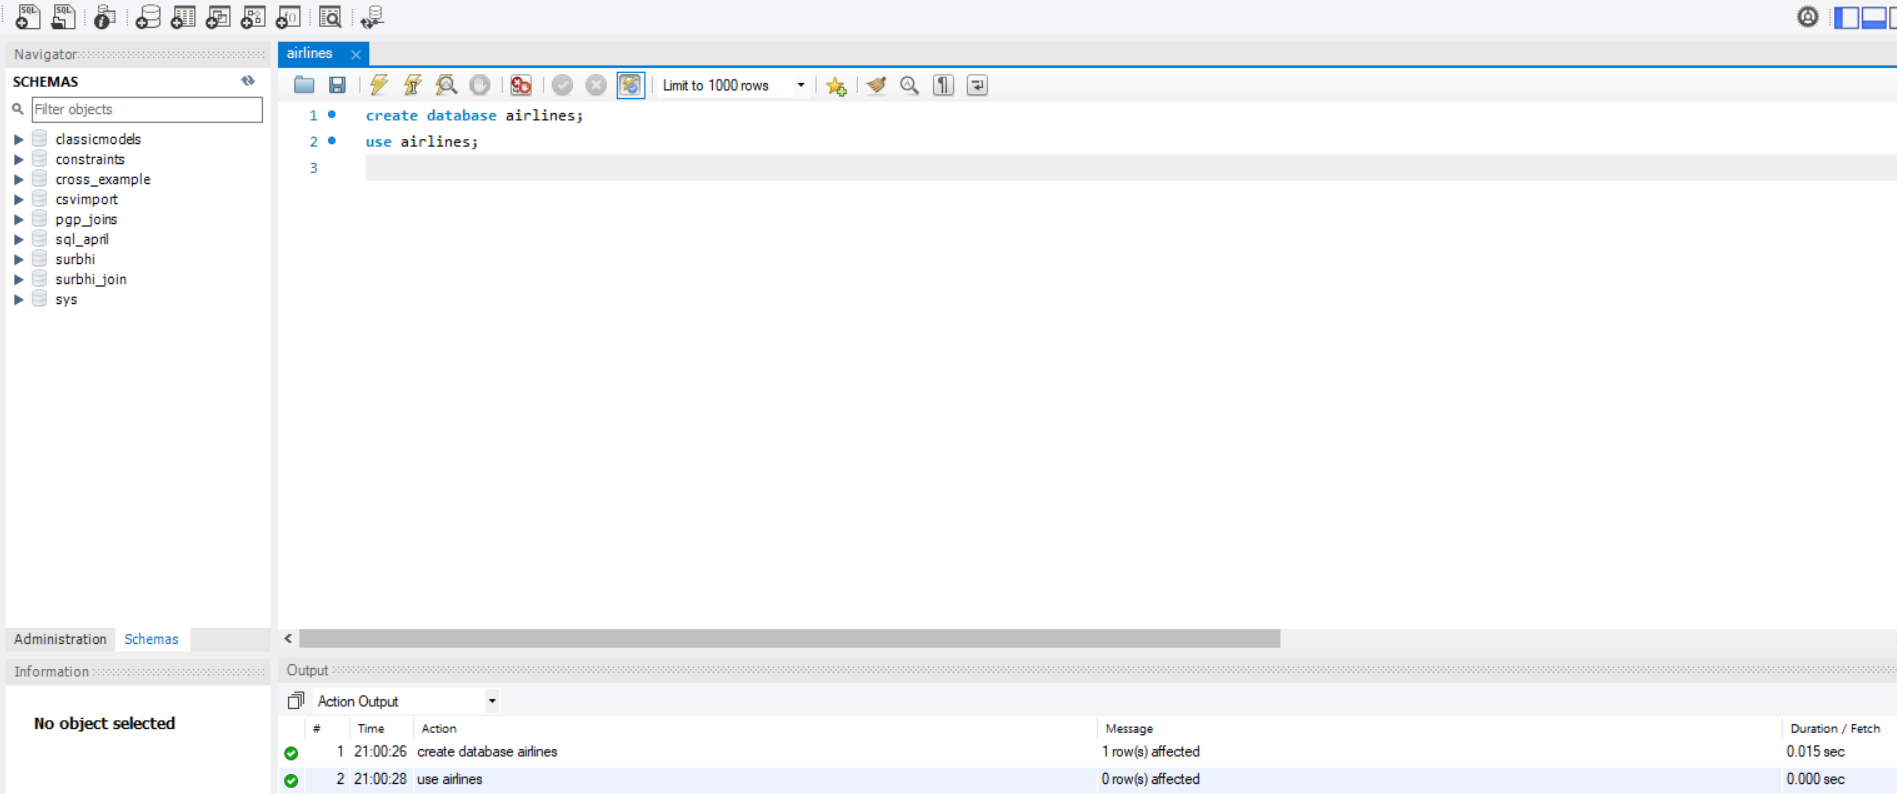 SQL SQL
Navigator
SCHEMAS
Filter objects
classicmodels
constraints
cross_example
csvimport
pgp_joins
sql_april
surbhi
surbhi_join
sys
Administration Schemas
Information
No object selected
airlines
Limit to 1000 rows
1 create database airlines;
2 use airlines;
3
Output
Action Output
# Time Action Message Duration / Fetch
1 21:00:26 create database airlines 1 row(s) affected 0.015 sec
2 21:00:28 use airlines 0 row(s) affected 0.000 sec